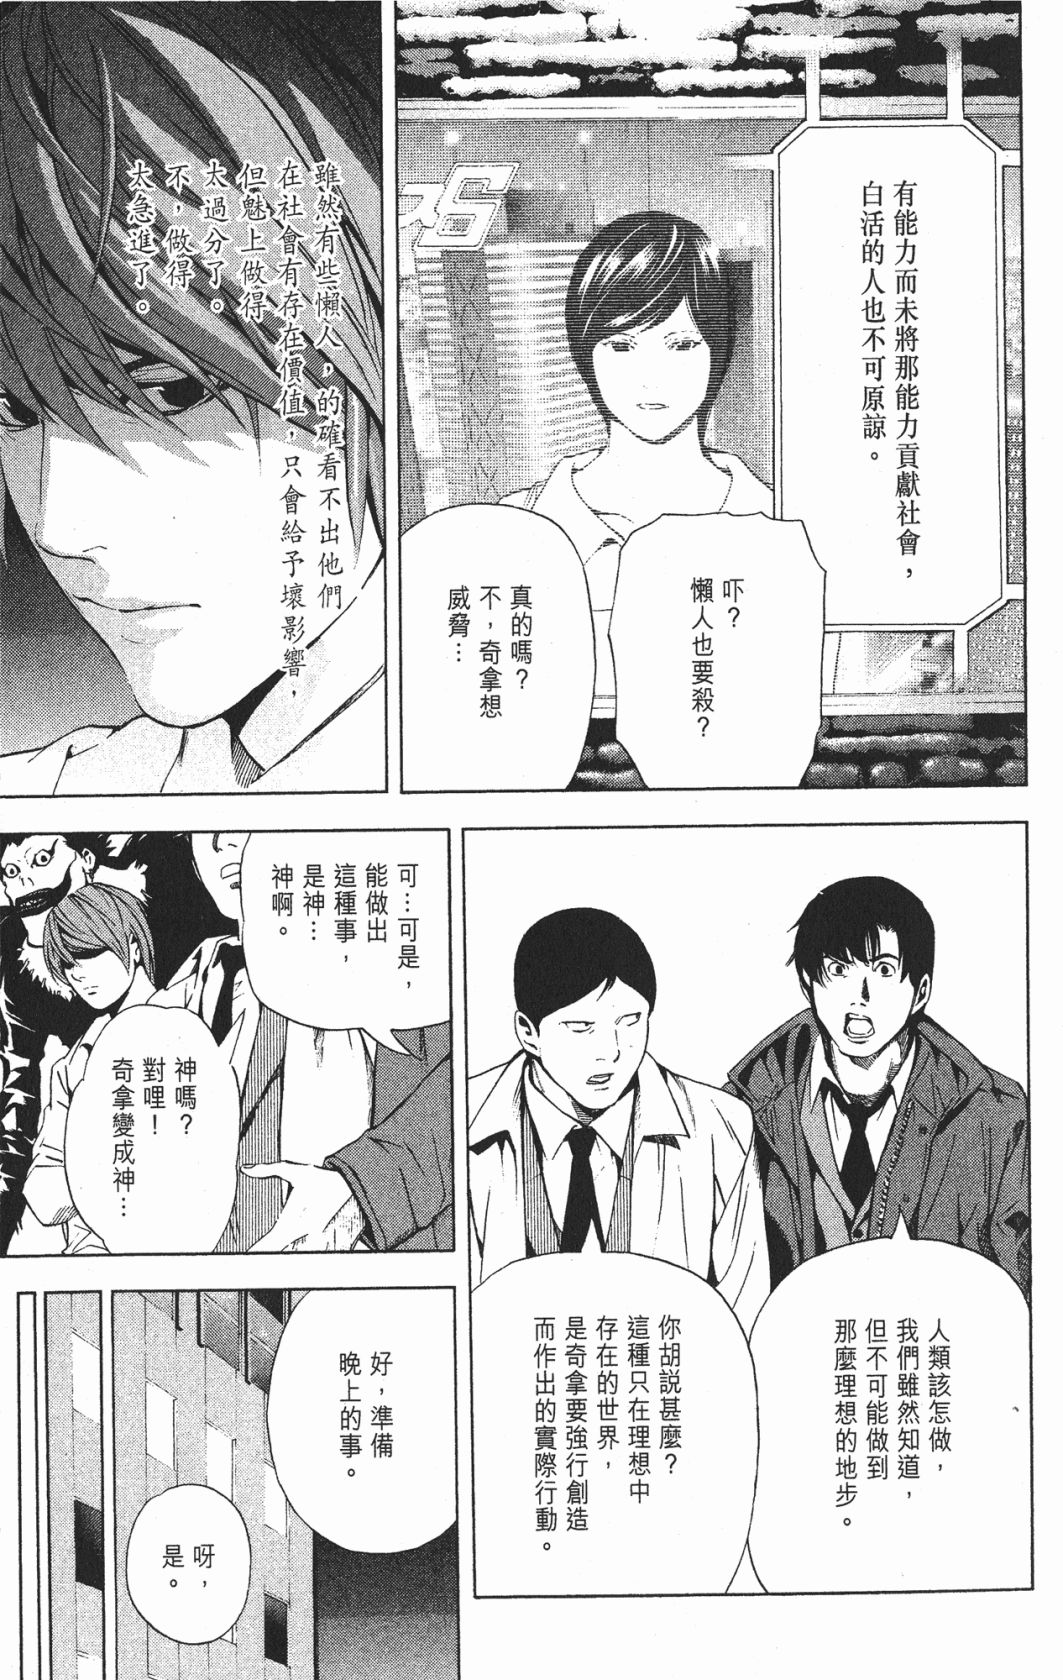 有能力而未將那能力貢獻社會，
白活的人也不可原諒。
吓？
懶人也要殺？
真的嗎？
不，奇拿想
威脅⋯
雖然有些懶人，的確看不出他們
在社會有存在價值，只會給予壞影響，
但魅上做得
太過分了。
不，做得
太急進了。
人類該怎做，
我們雖然知道，
但不可能做到
那麼理想的地步。
你胡說甚麼？
這種只在理想中
存在的世界，
是奇拿要強行創造
而作出的實際行動。
可⋯可是，
能做出
這種事，
是神⋯
神啊。
神嗎？
對哩！
奇拿變成神⋯
好，準備
晚上的事。
呀，
是。